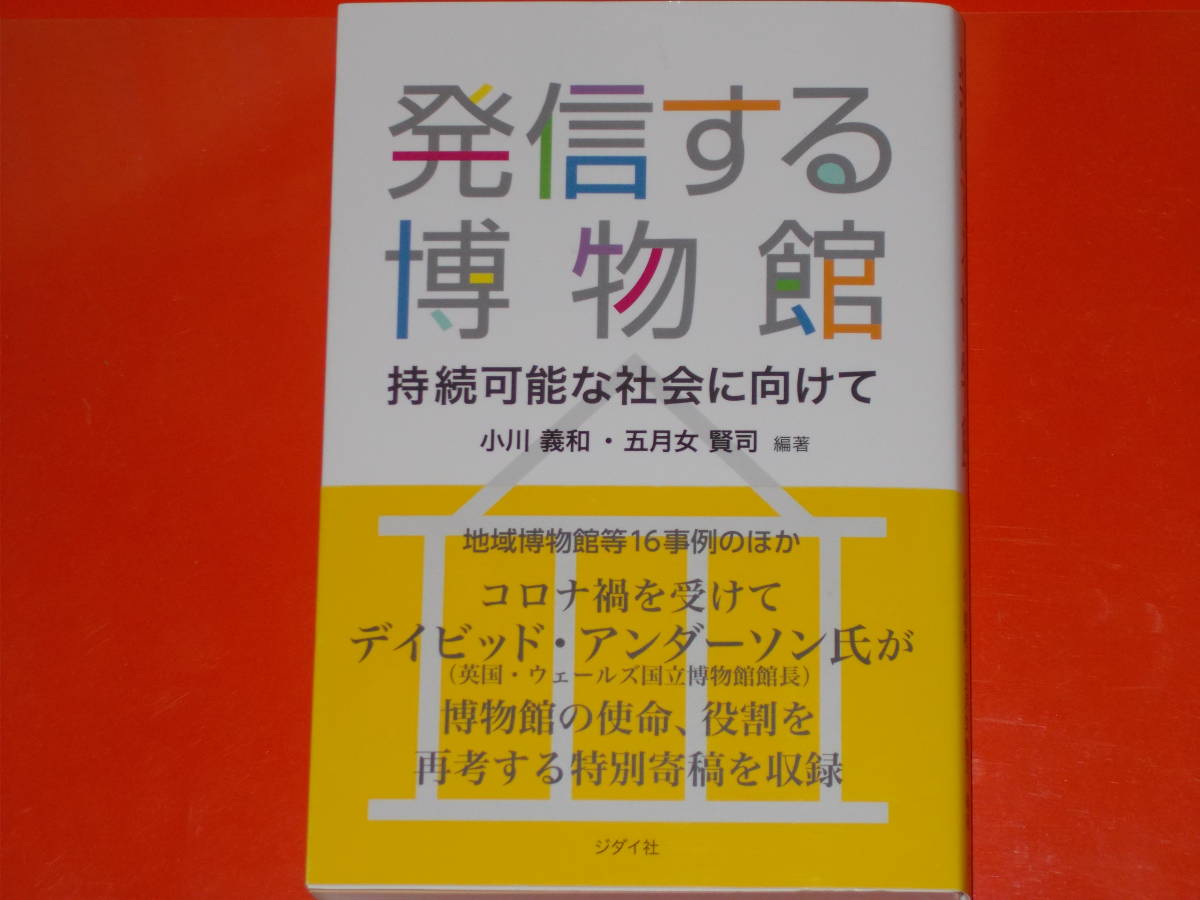 発信する
博物館
持続可能な社会に向けて
小川 義和 ・ 五月女 賢司 編著
地域博物館等16事例のほか
コロナ禍を受けて
デイビッド・アンダーソン氏が
（英国・ウェールズ国立博物館館長）
博物館の使命、役割を
再考する特別寄稿を収録
ジダイ社